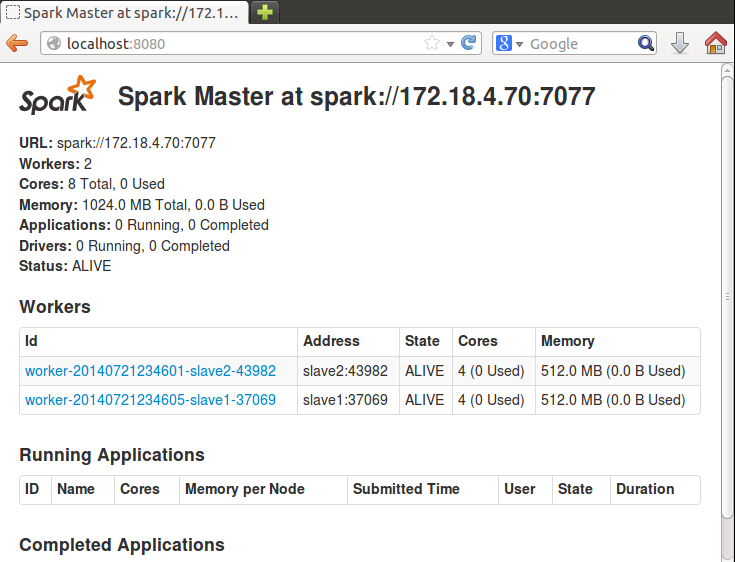 Spark Master at spark://172.1...
localhost:8080
Google
Spark Spark Master at spark://172.18.4.70:7077
URL: spark://172.18.4.70:7077
Workers: 2
Cores: 8 Total, 0 Used
Memory: 1024.0 MB Total, 0.0 B Used
Applications: 0 Running, 0 Completed
Drivers: 0 Running, 0 Completed
Status: ALIVE
Workers
Id Address State Cores Memory
worker-20140721234601-slave2-43982 slave2:43982 ALIVE 4 (0 Used) 512.0 MB (0.0 B Used)
worker-20140721234605-slave1-37069 slave1:37069 ALIVE 4 (0 Used) 512.0 MB (0.0 B Used)
Running Applications
ID Name Cores Memory per Node Submitted Time User State Duration
Completed Applications